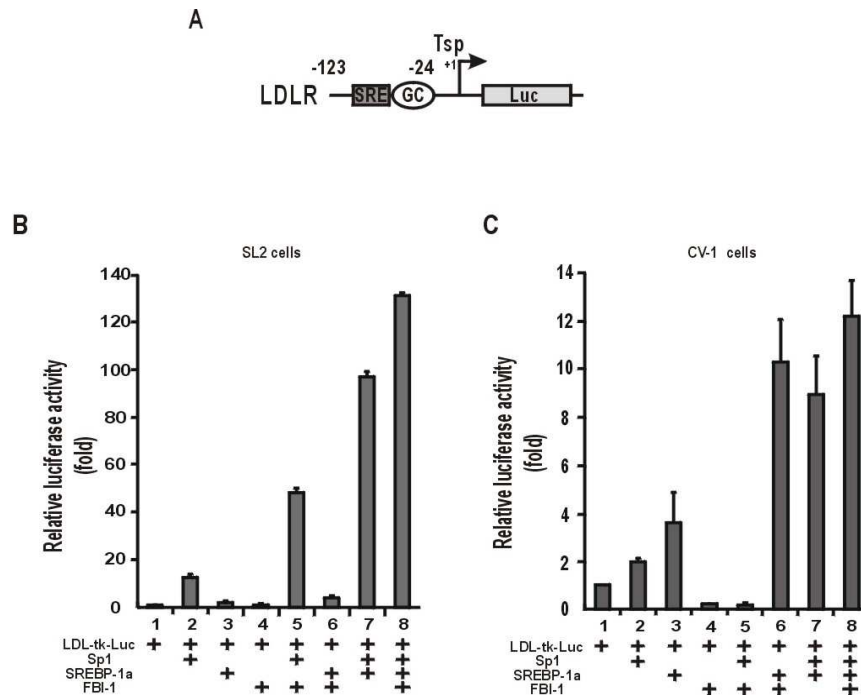 A
Tsp
-123 -24 +1
LDLR SRE GC Luc
B
SL2 cells
Relative luciferase activity
(fold)
140
120
100
80
60
40
20
0
1 2 3 4 5 6 7 8
LDL-tk-Luc + + + + + + + +
Sp1 + + + +
SREBP-1a + + + +
FBI-1 + + + +
C
CV-1 cells
Relative luciferase activity
(fold)
14
12
10
8
6
4
2
0
1 2 3 4 5 6 7 8
LDL-tk-Luc + + + + + + + +
Sp1 + + + +
SREBP-1a + + + +
FBI-1 + + + +